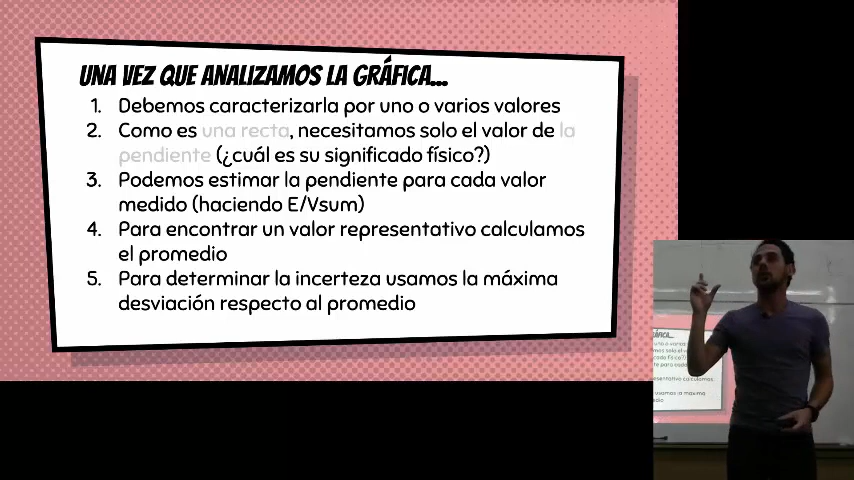 UNA VEZ QUE ANALIZAMOS LA GRÁFICA...
1. Debemos caracterizarla por uno o varios valores
2. Como es una recta, necesitamos solo el valor de la
pendiente (¿cuál es su significado físico?)
3. Podemos estimar la pendiente para cada valor
medido (haciendo E/Vsum)
4. Para encontrar un valor representativo calculamos
el promedio
5. Para determinar la incerteza usamos la máxima
desviación respecto al promedio